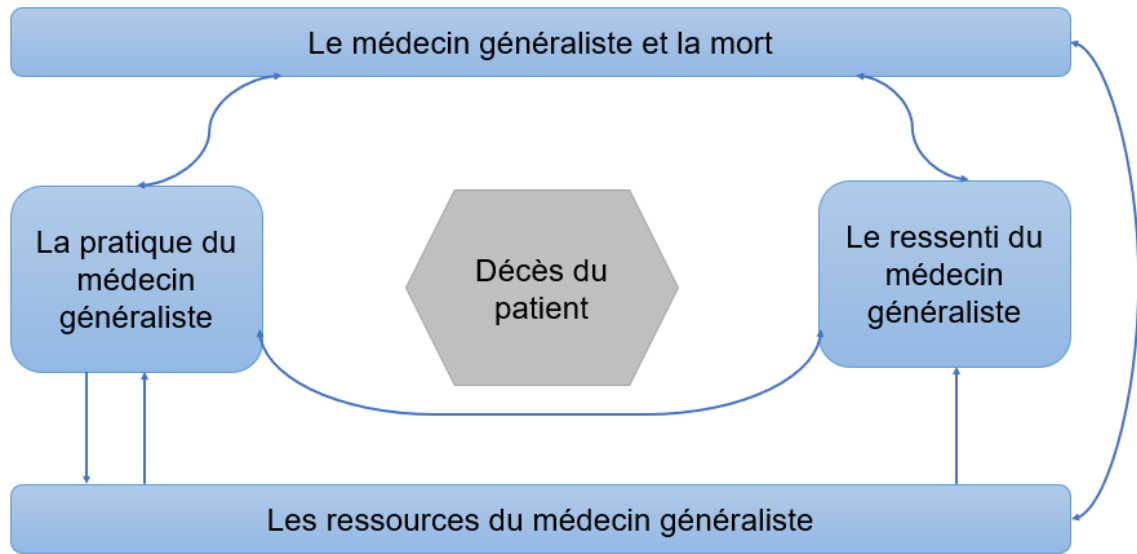 Le médecin généraliste et la mort
La pratique du
médecin
généraliste
Décès du
patient
Le ressenti du
médecin
généraliste
Les ressources du médecin généraliste